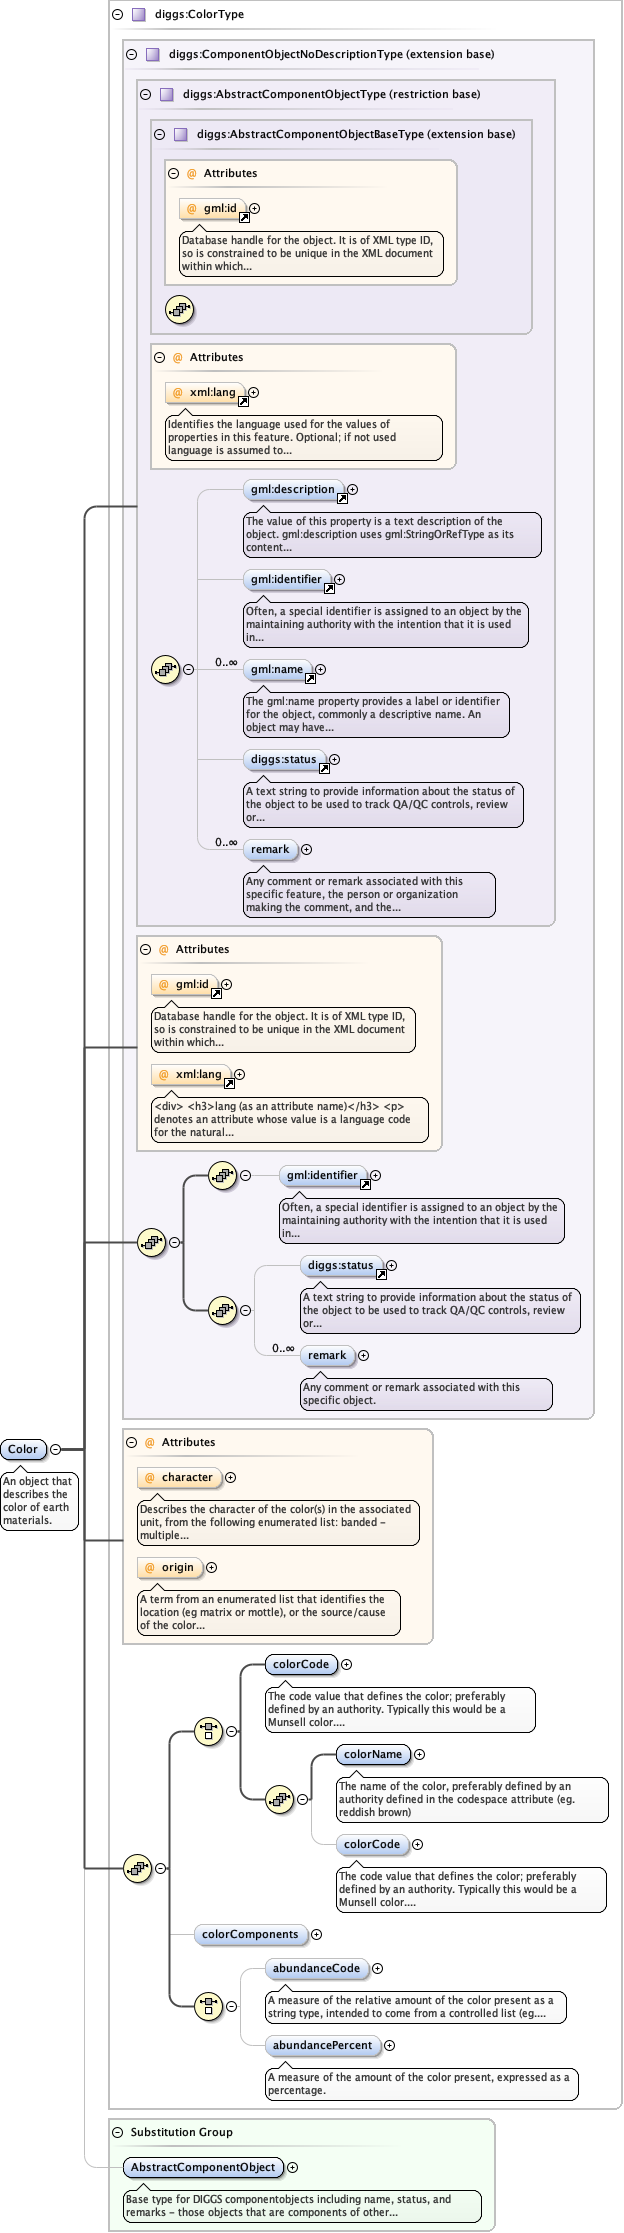 diggs:ColorType
diggs:ComponentObjectNoDescriptionType (extension base)
diggs:AbstractComponentObjectType (restriction base)
diggs:AbstractComponentObjectBaseType (extension base)
@ Attributes
@ gml:id
Database handle for the object. It is of XML type ID,
so is constrained to be unique in the XML document
within which...
@ Attributes
@ xml:lang
Identifies the language used for the values of
properties in this feature. Optional; if not used
language is assumed to...
gml:description
The value of this property is a text description of the
object. gml:description uses gml:StringOrRefType as its
content...
gml:identifier
Often, a special identifier is assigned to an object by the
maintaining authority with the intention that it is used
in...
0..∞
gml:name
The gml:name property provides a label or identifier
for the object, commonly a descriptive name. An
object may have...
diggs:status
A text string to provide information about the status of
the object to be used to track QA/QC controls, review
or...
0..∞
remark
Any comment or remark associated with this
specific feature, the person or organization
making the comment, and the...
@ Attributes
@ gml:id
Database handle for the object. It is of XML type ID,
so is constrained to be unique in the XML document
within which...
@ xml:lang
<div> <h3>lang (as an attribute name)</h3> <p>
denotes an attribute whose value is a language code
for the natural...
gml:identifier
Often, a special identifier is assigned to an object by the
maintaining authority with the intention that it is used
in...
diggs:status
A text string to provide information about the status of
the object to be used to track QA/QC controls, review
or...
0..∞
remark
Any comment or remark associated with this
specific object.
Color
An object that
describes the
color of earth
materials.
@ Attributes
@ character
Describes the character of the color(s) in the associated
unit, from the following enumerated list: banded -
multiple...
@ origin
A term from an enumerated list that identifies the
location (eg matrix or mottle), or the source/cause
of the color...
colorCode
The code value that defines the color; preferably
defined by an authority. Typically this would be a
Munsell color....
colorName
The name of the color, preferably defined by an
authority defined in the codespace attribute (eg.
reddish brown)
colorCode
The code value that defines the color; preferably
defined by an authority. Typically this would be a
Munsell color....
colorComponents
abundanceCode
A measure of the relative amount of the color present as a
string type, intended to come from a controlled list (eg....
abundancePercent
A measure of the amount of the color present, expressed as a
percentage.
Substitution Group
AbstractComponentObject
Base type for DIGGS componentobjects including name, status, and
remarks - those objects that are components of other...